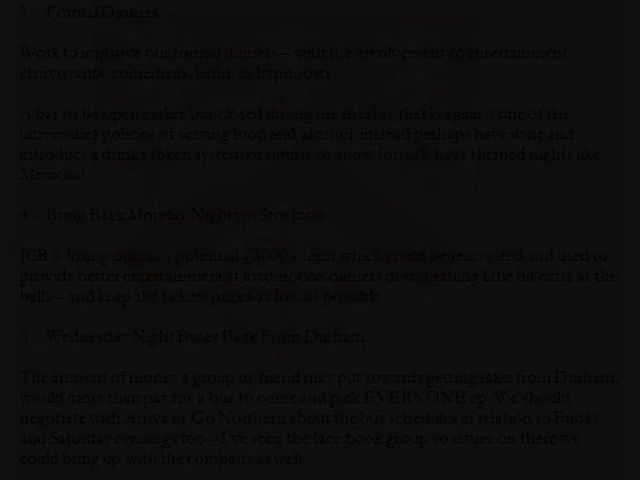 3 - Formal Dinners
Work to improve our formal dinners – with the involvement of entertainment
clairvoyants, comedians, band, as hypnotists
A bar to be open earlier but closed during the meal as that is against one of the
universities policies of serving food and alcohol, instead perhaps have wine and
introduce a drinks token system or similar to snow formals have themed nights like
Mexican!
4 - Bring Back Monday Nights in Stockton
JCR is losing out on a potential a term which could be reinvested and used to
provide better entertainment at locomotion dinners or something little bit extra at the
balls – and keep the tickets prices as low as possible
5 - Wednesday Night Buses Back From Durham
The amount of money a group of friend may put towards getting taxis from Durham,
would more than pay for a bus to come and pick EVERYONE up. We should
negotiate with Arriva or Go Northern about the bus schedules in relation to Friday
and Saturday evenings too – I've seen the face book group so issues on there we
could bring up with the company as well